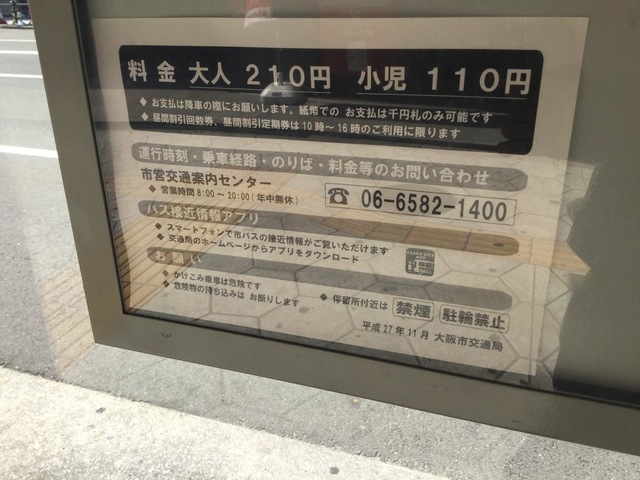 料金 大人 210円 小児 110円
◆ お支払は降車の際にお願いします。紙幣での お支払は千円札のみ可能です
◆ 昼間割引回数券、昼間割引定期券は10時～16時のご利用に限ります
運行時刻・乗車経路・のりば・料金等のお問い合わせ
市営交通案内センター
◆ 営業時間8:00～20:00(年中無休)
☎ 06-6582-1400
バス接近情報アプリ
◆ スマートフォンで市バスの接近情報がご覧いただけます
◆ 交通局のホームページからアプリをダウンロード
OSAKA CITY BUS
お願い
◆ かけこみ乗車は危険です
◆ 危険物の持ち込みは お断りします
◆ 停留所付近は 禁煙 駐輪禁止
平成27年11月 大阪市交通局